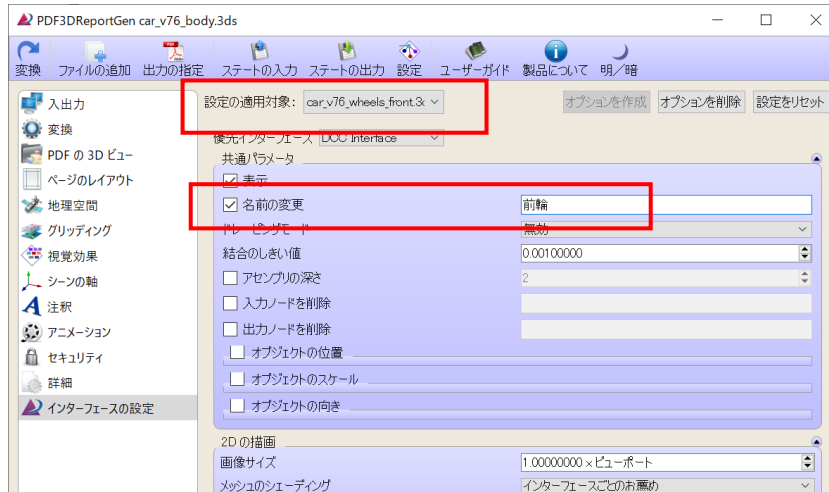 PDF3DReportGen car_v76_body.3ds
変換 ファイルの追加 出力の指定 ステートの入力 ステートの出力 設定 ユーザーガイド 製品について 明／暗
入出力
変換
PDF の 3D ビュー
ページのレイアウト
地理空間
グリッディング
視覚効果
シーンの軸
注釈
アニメーション
セキュリティ
詳細
インターフェースの設定
設定の適用対象: car_v76_wheels_front.3c オプションを作成 オプションを削除 設定をリセット
優先インターフェース DCC Interface
共通パラメータ
表示
名前の変更 前輪
ドレーピングモード 無効
結合のしきい値 0.00100000
アセンブリの深さ 2
入力ノードを削除
出力ノードを削除
オブジェクトの位置
オブジェクトのスケール
オブジェクトの向き
2D の描画
画像サイズ 1.00000000 × ビューポート
メッシュのシェーディング インターフェースごとのお薦め